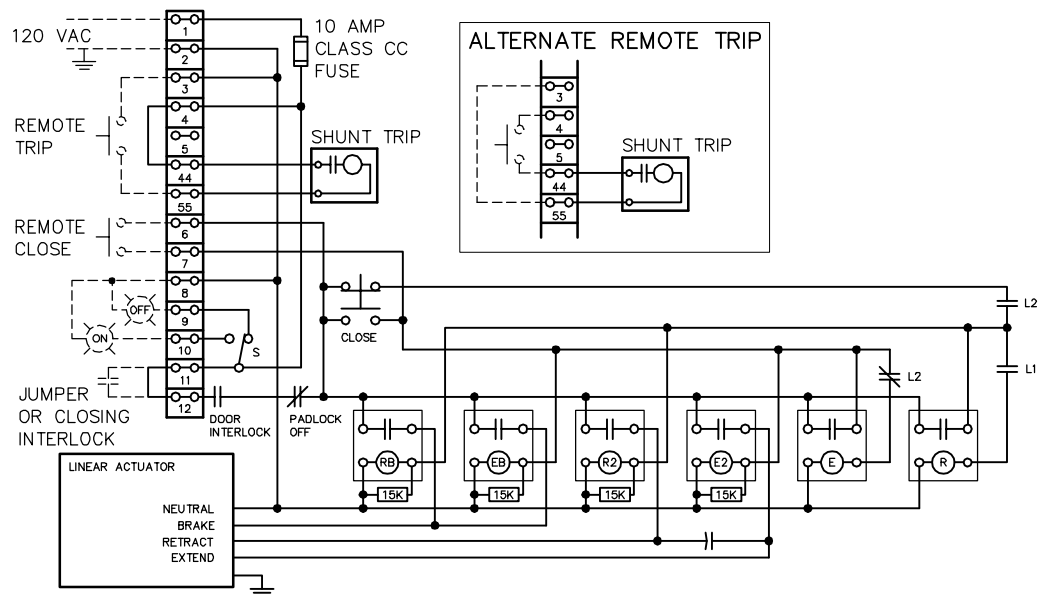 120 VAC
10 AMP
CLASS CC
FUSE
ALTERNATE REMOTE TRIP
1
2
3
4
5
44
55
6
7
8
9
10
11
12
REMOTE
TRIP
SHUNT TRIP
3
4
5
44
55
SHUNT TRIP
REMOTE
CLOSE
OFF
ON
S
CLOSE
L2
L1
L2
JUMPER
OR CLOSING
INTERLOCK
DOOR
INTERLOCK
PADLOCK
OFF
RB
EB
R2
E2
E
R
15K
15K
15K
15K
LINEAR ACTUATOR
NEUTRAL
BRAKE
RETRACT
EXTEND